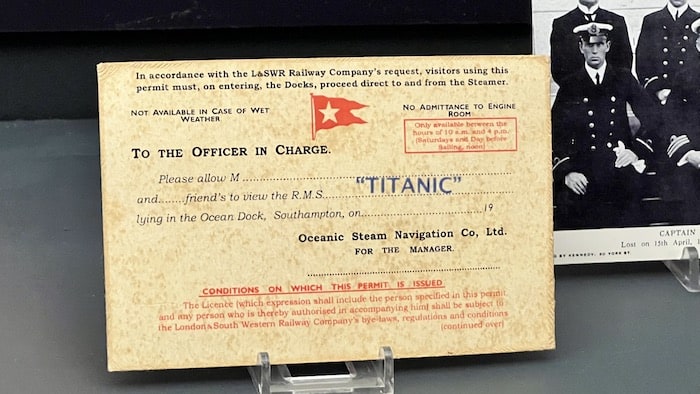 In accordance with the L&SWR Railway Company's request, visitors using this
permit must, on entering, the Docks, proceed direct to and from the Steamer.
Not Available in Case of Wet
Weather
No Admittance to Engine
Room
Only available between the
hours of 10 a.m. and 4 p.m.
(Saturdays and Day before
Sailing, noon)
To the Officer in Charge.
Please allow M
"TITANIC"
and.......friend's to view the R.M.S.
lying in the Ocean Dock, Southampton, on 19
Oceanic Steam Navigation Co, Ltd.
FOR THE MANAGER.
CONDITIONS ON WHICH THIS PERMIT IS ISSUED
The Licence (which expression shall include the person specified in this permit
and any person who is thereby authorised in accompanying him) shall be subject to
the London & South Western Railway Company's bye-laws, regulations and conditions
(continued over)
CAPTAIN
Lost on 15th April,